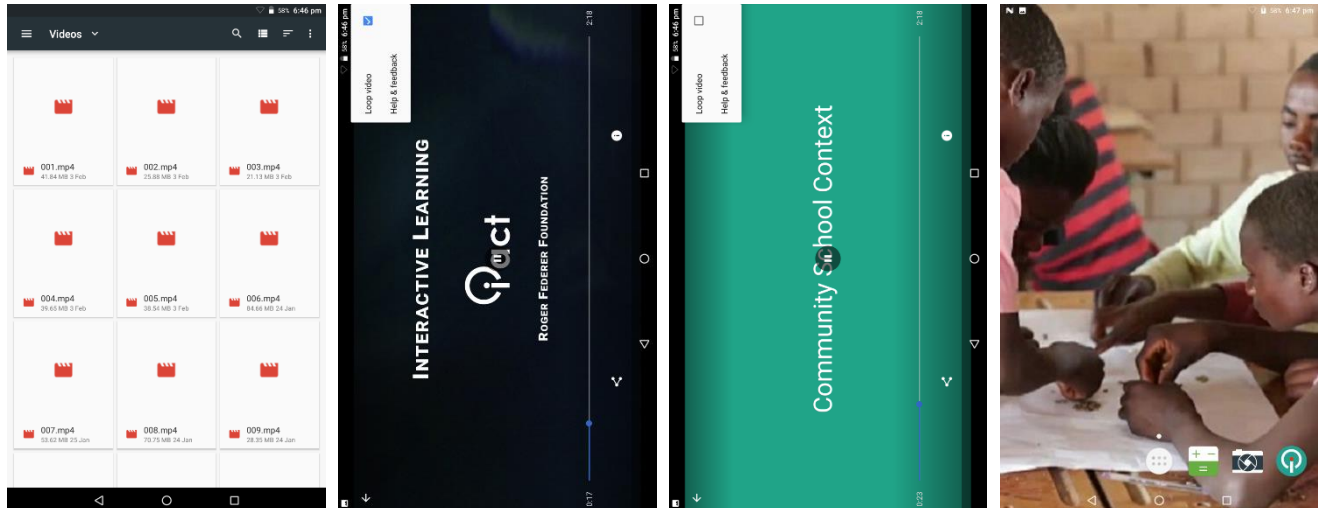 58% 6:46 pm
Videos
001.mp4
41.84 MB 3 Feb
002.mp4
25.88 MB 3 Feb
003.mp4
21.13 MB 3 Feb
004.mp4
39.65 MB 3 Feb
005.mp4
38.54 MB 3 Feb
006.mp4
64.66 MB 24 Jan
007.mp4
53.62 MB 25 Jan
008.mp4
70.75 MB 24 Jan
009.mp4
28.35 MB 24 Jan
58% 6:46 pm
Loop video
Help & feedback
INTERACTIVE LEARNING
iact
ROGER FEDERER FOUNDATION
0:17
2:18
58% 6:46 pm
Loop video
Help & feedback
Community School Context
0:23
2:18
58% 6:47 pm